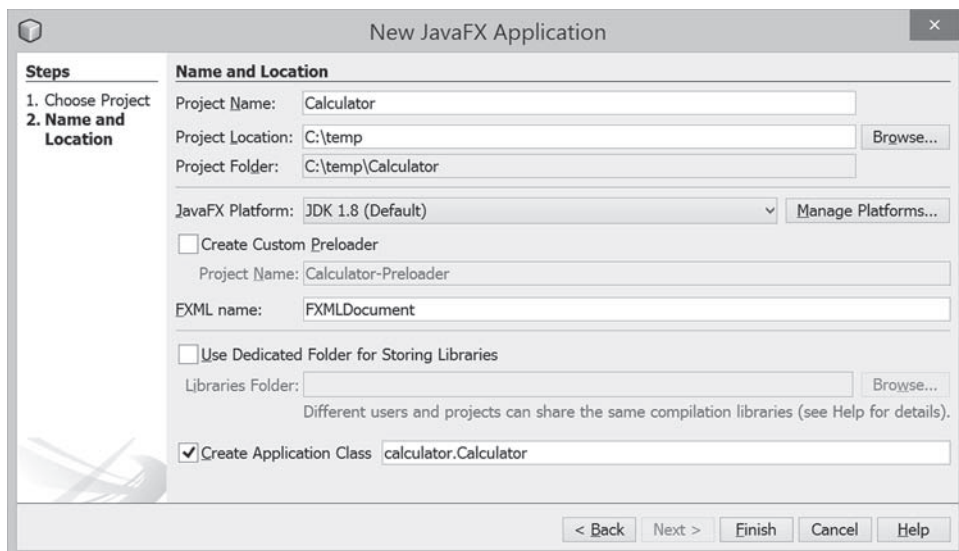 New JavaFX Application
×
Steps
1. Choose Project
2. Name and
Location
Name and Location
Project Name: Calculator
Project Location: C:\temp Browse...
Project Folder: C:\temp\Calculator
JavaFX Platform: JDK 1.8 (Default) Manage Platforms...
Create Custom Preloader
Project Name: Calculator-Preloader
FXML name: FXMLDocument
Use Dedicated Folder for Storing Libraries
Libraries Folder: Browse...
Different users and projects can share the same compilation libraries (see Help for details).
Create Application Class calculator.Calculator
< Back Next > Finish Cancel Help